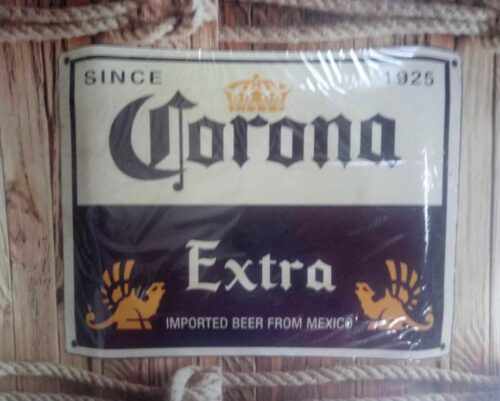 SINCE 1925
Corona
Extra
IMPORTED BEER FROM MEXICO